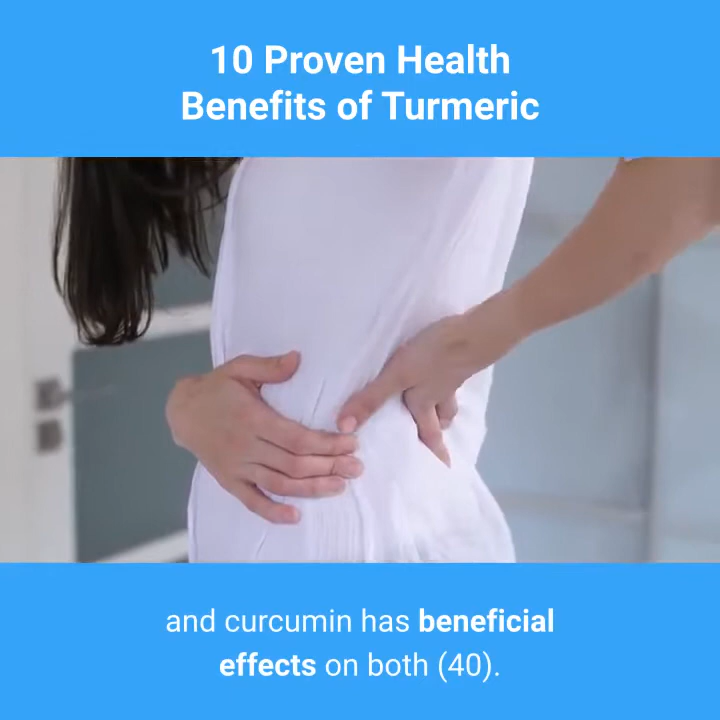 10 Proven Health
Benefits of Turmeric
and curcumin has beneficial
effects on both (40).